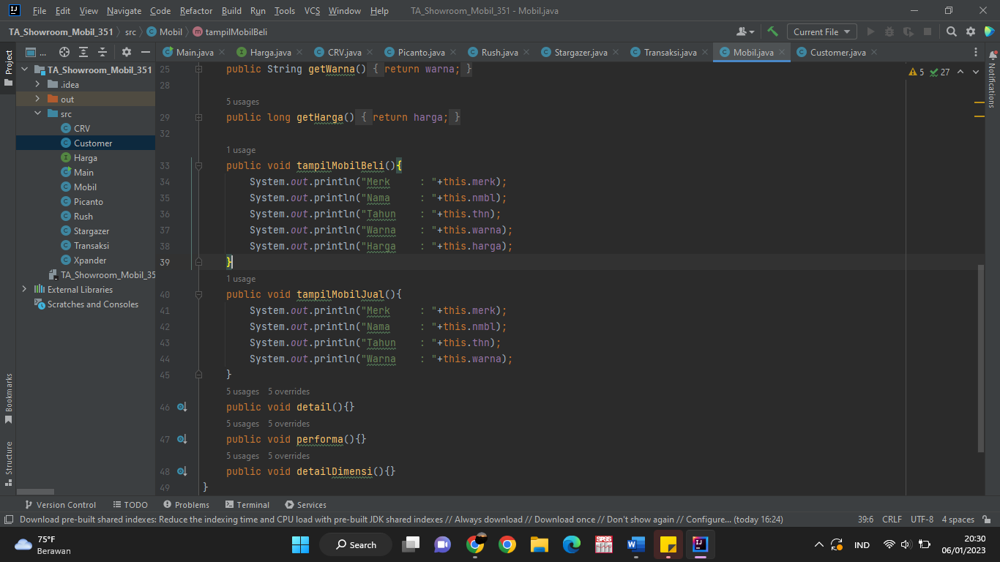 File Edit View Navigate Code Refactor Build Run Tools VCS Window Help TA_Showroom_Mobil_351 - Mobil.java
TA_Showroom_Mobil_351 src Mobil tampilMobilBeli Current File
Project ... Main.java Harga.java CRV.java Picanto.java Rush.java Stargazer.java Transaksi.java Mobil.java Customer.java Notifications
TA_Showroom_Mobil_351
.idea
out
src
CRV
Customer
Harga
Main
Mobil
Picanto
Rush
Stargazer
Transaksi
Xpander
TA_Showroom_Mobil_35
External Libraries
Scratches and Consoles
Bookmarks
Structure
5 27
25 public String getWarna() { return warna; }
28
5 usages
29 public long getHarga() { return harga; }
32
1 usage
33 public void tampilMobilBeli(){
34 System.out.println("Merk     : "+this.merk);
35 System.out.println("Nama     : "+this.nmbl);
36 System.out.println("Tahun    : "+this.thn);
37 System.out.println("Warna    : "+this.warna);
38 System.out.println("Harga    : "+this.harga);
39 }
1 usage
40 public void tampilMobilJual(){
41 System.out.println("Merk     : "+this.merk);
42 System.out.println("Nama     : "+this.nmbl);
43 System.out.println("Tahun    : "+this.thn);
44 System.out.println("Warna    : "+this.warna);
45 }
5 usages 5 overrides
46 public void detail(){}
5 usages 5 overrides
47 public void performa(){}
5 usages 5 overrides
48 public void detailDimensi(){}
49 }
Version Control TODO Problems Terminal Services
Download pre-built shared indexes: Reduce the indexing time and CPU load with pre-built JDK shared indexes // Always download // Download once // Don't show again // Configure... (today 16:24) 39:6 CRLF UTF-8 4 spaces
75°F
Berawan
Search
SPSS
IND
20:30
06/01/2023